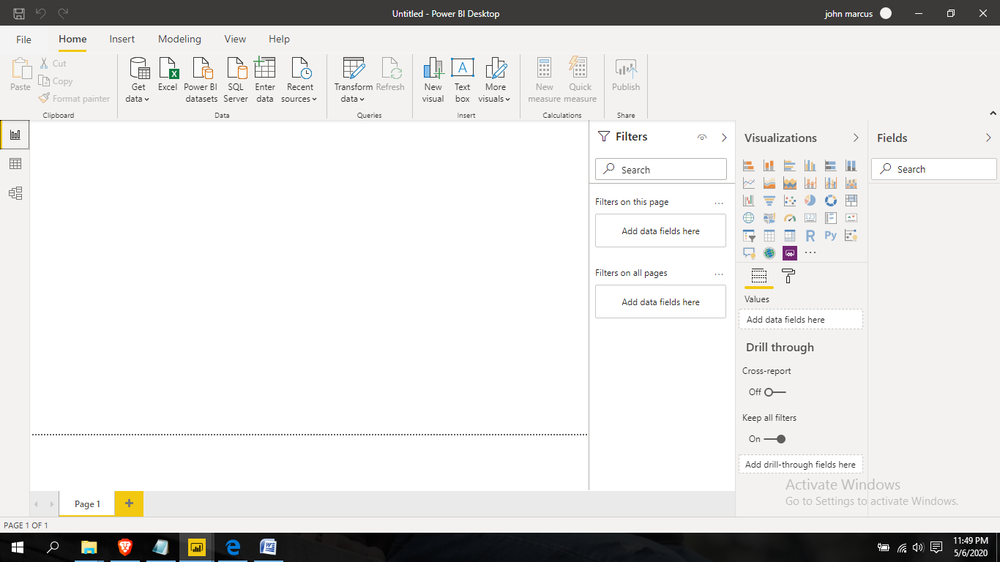 Untitled - Power BI Desktop
john marcus
File Home Insert Modeling View Help
Paste
Cut
Copy
Format painter
Clipboard
Get data
Excel
Power BI datasets
SQL Server
Enter data
Recent sources
Data
Transform data
Refresh
Queries
New visual
Text box
More visuals
Insert
New measure
Quick measure
Calculations
Publish
Share
Filters
Search
Filters on this page
Add data fields here
Filters on all pages
Add data fields here
Visualizations
123
R
Py
Values
Add data fields here
Drill through
Cross-report
Off
Keep all filters
On
Add drill-through fields here
Fields
Search
Activate Windows
Go to Settings to activate Windows.
Page 1
PAGE 1 OF 1
11:49 PM
5/6/2020